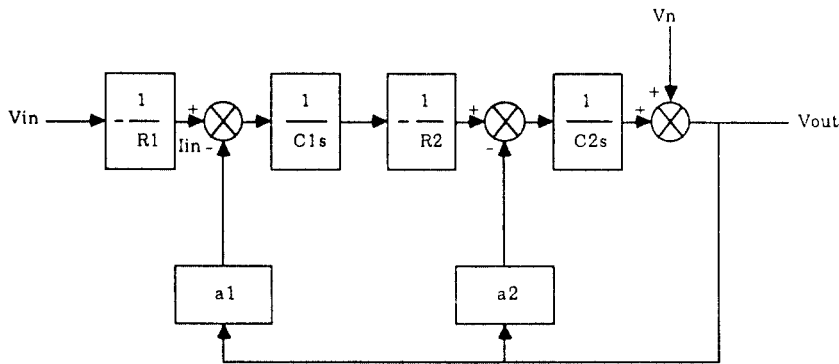 Vn
Vin
- 1 / R1
+
Iin -
1 / C1s
- 1 / R2
+
-
1 / C2s
+
+
Vout
a1
a2